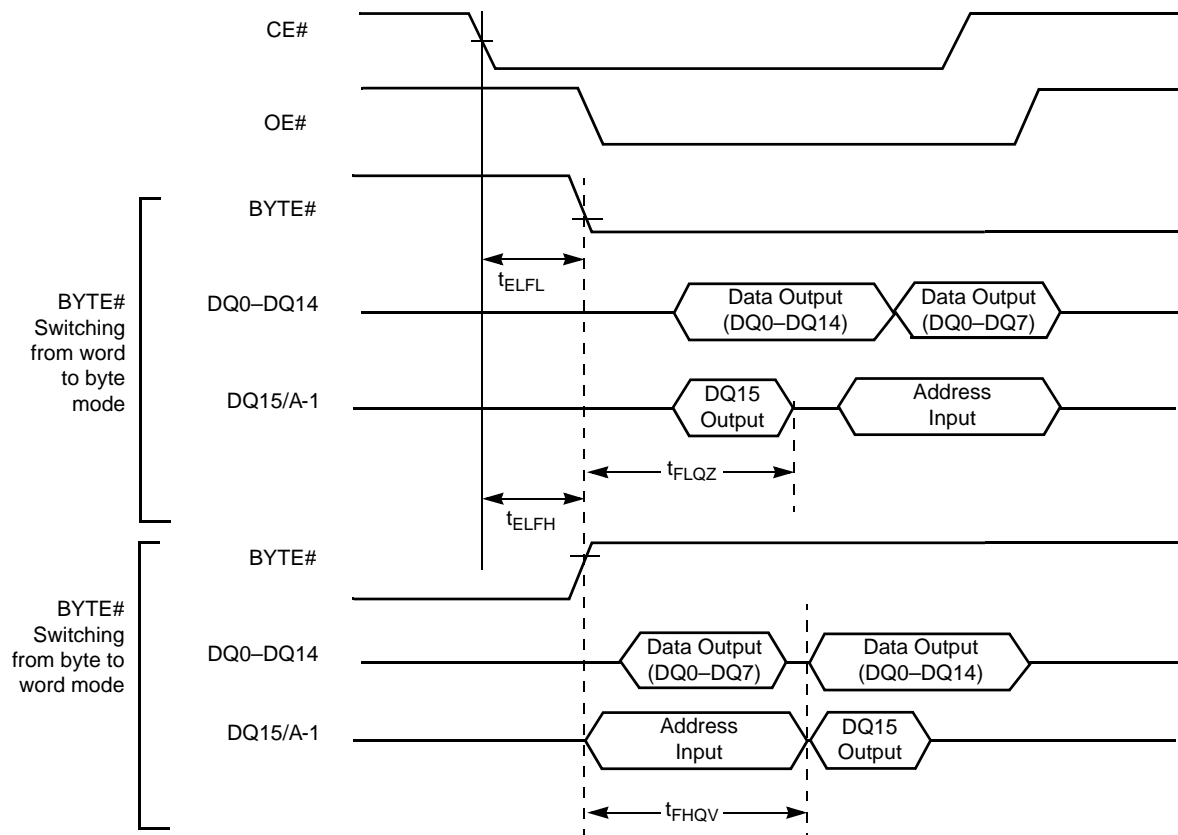 CE#
OE#
BYTE#
tELFL
BYTE#
Switching
from word
to byte
mode
DQ0–DQ14
Data Output
(DQ0–DQ14)
Data Output
(DQ0–DQ7)
DQ15/A-1
DQ15
Output
Address
Input
tFLQZ
tELFH
BYTE#
BYTE#
Switching
from byte to
word mode
DQ0–DQ14
Data Output
(DQ0–DQ7)
Data Output
(DQ0–DQ14)
DQ15/A-1
Address
Input
DQ15
Output
tFHQV